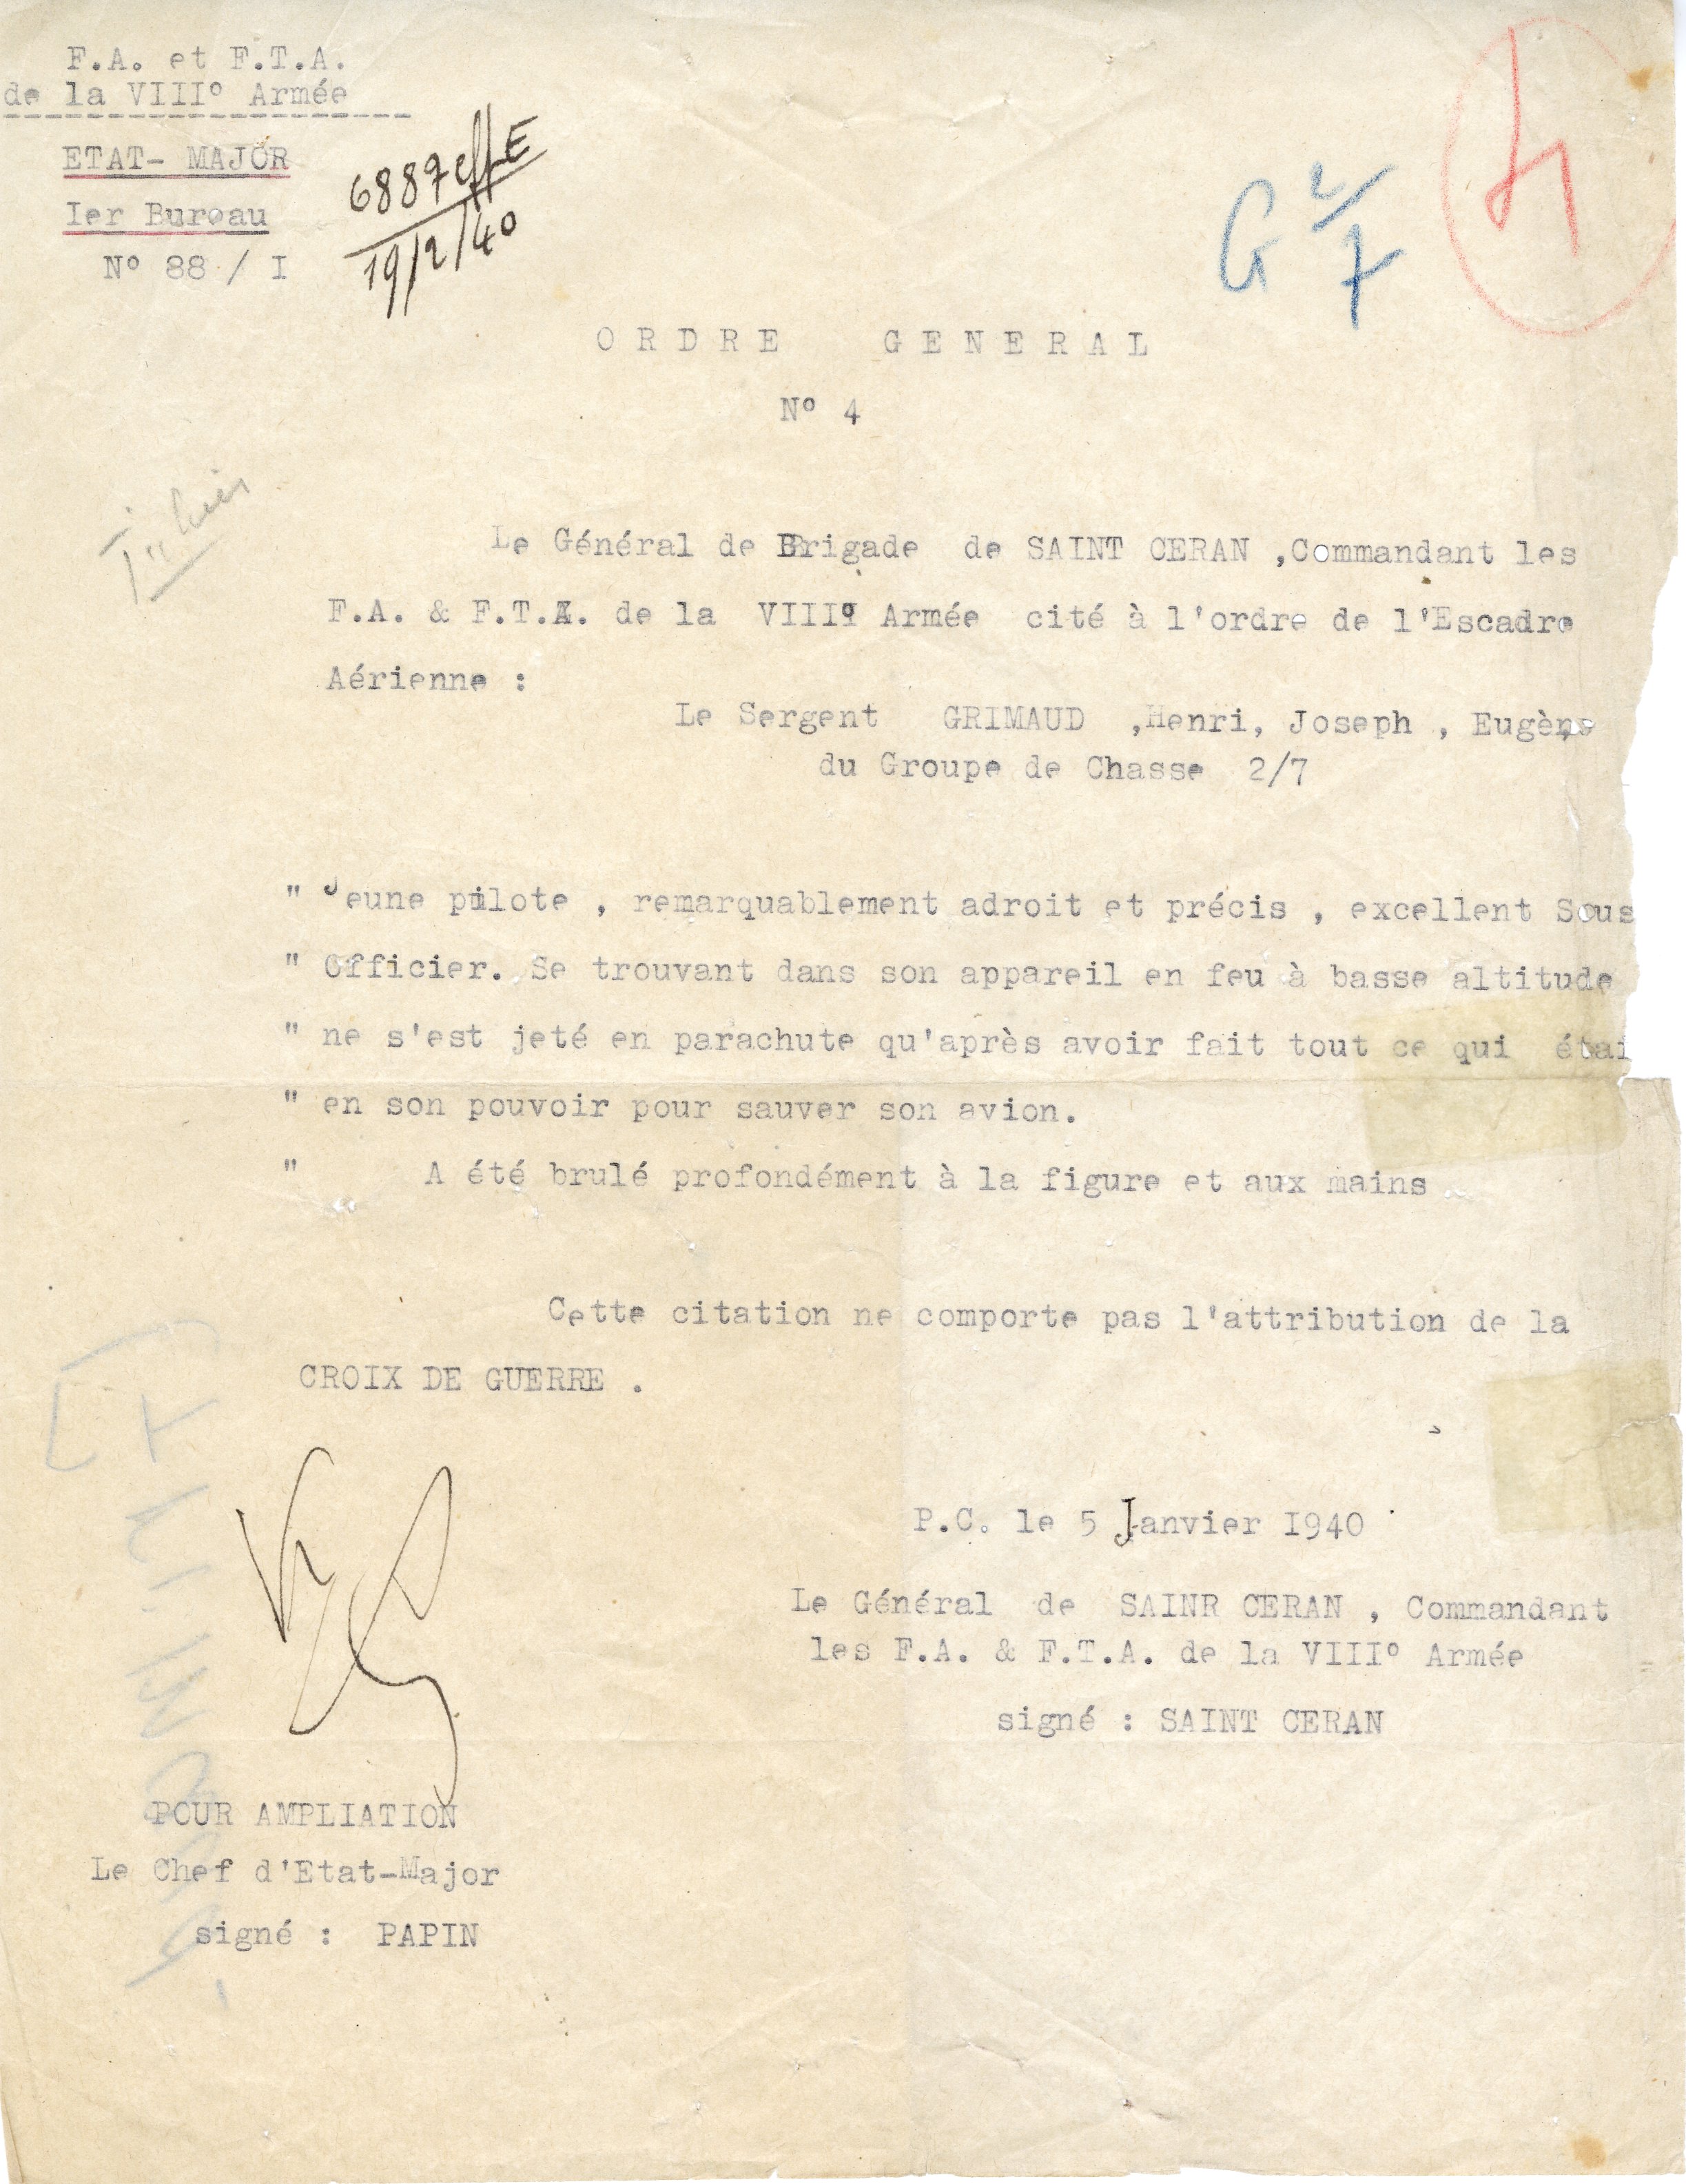 F.A. et F.T.A.
de la VIII° Armée
ETAT- MAJOR
Ier Bureau
N° 88 / I
6887 eff E
19/2/40
G 2/7
4
ORDRE GENERAL
N° 4
Le Général de Brigade de SAINT CERAN ,Commandant les
F.A. & F.T.A. de la VIII° Armée cité à l'ordre de l'Escadre
Aérienne :
Le Sergent GRIMAUD ,Henri, Joseph , Eugène
du Groupe de Chasse 2/7
" Jeune pilote , remarquablement adroit et précis , excellent Sous
" Officier. Se trouvant dans son appareil en feu à basse altitude
" ne s'est jeté en parachute qu'après avoir fait tout ce qui étai
" en son pouvoir pour sauver son avion.
" A été brulé profondément à la figure et aux mains
Cette citation ne comporte pas l'attribution de la
CROIX DE GUERRE .
P.C. le 5 Janvier I940
Le Général de SAINR CERAN , Commandant
les F.A. & F.T.A. de la VIII° Armée
signé : SAINT CERAN
POUR AMPLIATION
Le Chef d'Etat-Major
signé : PAPIN